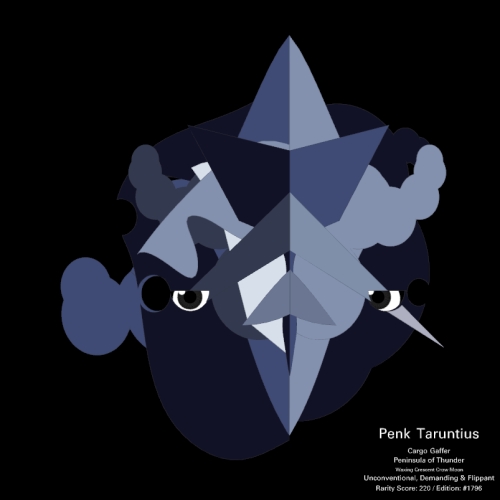 Penk Taruntius
Cargo Gaffer
Peninsula of Thunder
Waxing Crescent Crow Moon
Unconventional, Demanding & Flippant
Rarity Score: 220 / Edition: #1796